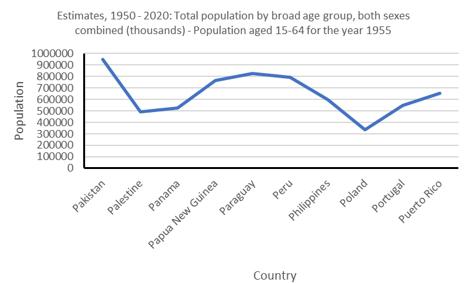 Estimates, 1950 - 2020: Total population by broad age group, both sexes
combined (thousands) - Population aged 15-64 for the year 1955
Population
1000000
900000
800000
700000
600000
500000
400000
300000
200000
100000
0
Pakistan
Palestine
Panama
Papua New Guinea
Paraguay
Peru
Philippines
Poland
Portugal
Puerto Rico
Country